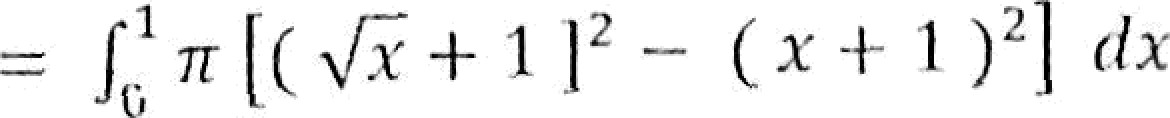 = ∫₀¹ π [( √x + 1 ]² − ( x + 1 )²] dx